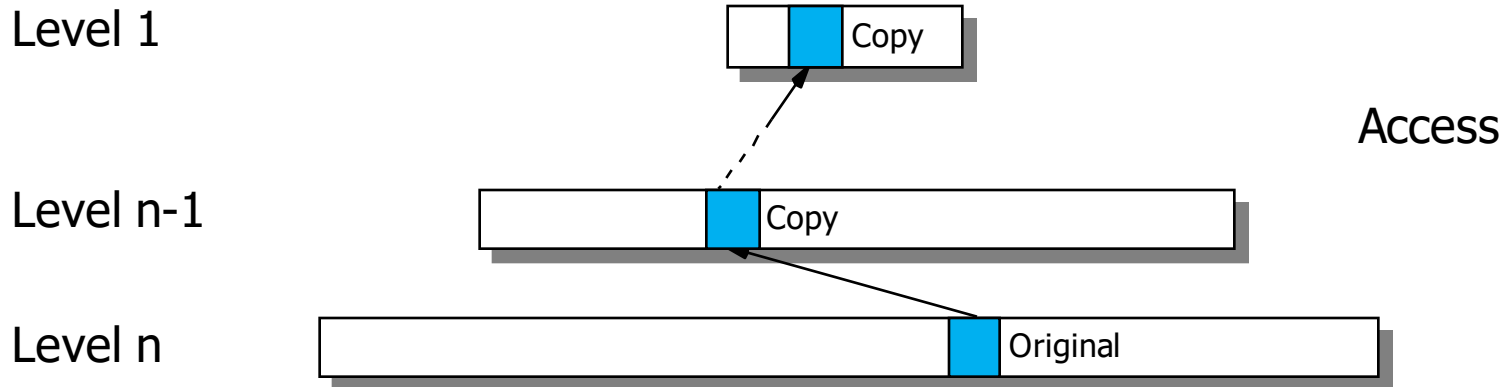 Level 1
Copy
Access
Level n-1
Copy
Level n
Original